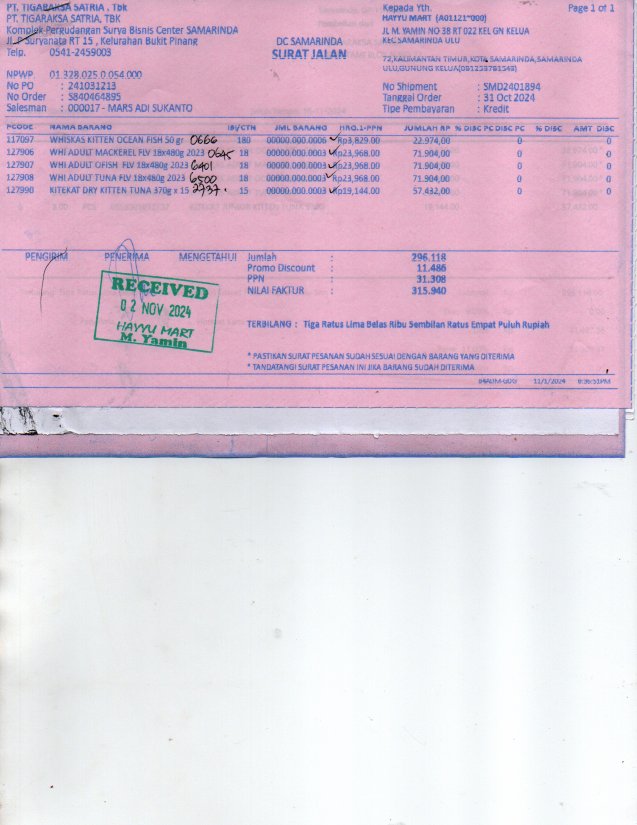 PT. TIGARAKSA SATRIA . Tbk
PT. TIGARAKSA SATRIA, TBK
Komplek Pergudangan Surya Bisnis Center SAMARINDA
Jl. P Suryanata RT 15 , Kelurahan Bukit Pinang
Telp. 0541-2459003
NPWP. 01.328.025.0.054.000
No PO : 241031213
No Order : SB40464895
Salesman : 000017 - MARS ADI SUKANTO
DC SAMARINDA
SURAT JALAN
Page 1 of 1
Kepada Yth.
HAYYU MART (A01121*000)
JL M. YAMIN NO 38 RT 022 KEL GN KELUA
KEC SAMARINDA ULU
72,KALIMANTAN TIMUR,KOTA SAMARINDA,SAMARINDA
ULU,GUNUNG KELUA
No Shipment : SMD2401894
Tanggal Order : 31 Oct 2024
Tipe Pembayaran : Kredit
PCODE NAMA BARANG ISI/CTN JML BARANG HRG.1-PPN JUMLAH RP % DISC PC DISC PC % DISC AMT DISC
117097 WHISKAS KITTEN OCEAN FISH 50 gr 0666 180 00000.000.0006 Rp3,829.00 22.974,00 0 0
127906 WHI ADULT MACKEREL FLV 18x480g 2023 0645 18 00000.000.0003 Rp23,968.00 71.904,00 0 0
127907 WHI ADULT OFISH FLV 18x480g 2023 6401 18 00000.000.0003 Rp23,968.00 71.904,00 0 0
127908 WHI ADULT TUNA FLV 18x480g 2023 6500 18 00000.000.0003 Rp23,968.00 71.904,00 0 0
127990 KITEKAT DRY KITTEN TUNA 370g x 15 2737 15 00000.000.0003 Rp19,144.00 57.432,00 0 0
PENGIRIM PENERIMA MENGETAHUI
Jumlah : 296.118
Promo Discount : 11.486
PPN : 31.308
NILAI FAKTUR : 315.940
RECEIVED
02 NOV 2024
HAYYU MART
M. Yamin
TERBILANG : Tiga Ratus Lima Belas Ribu Sembilan Ratus Empat Puluh Rupiah
* PASTIKAN SURAT PESANAN SUDAH SESUAI DENGAN BARANG YANG DITERIMA
* TANDATANGI SURAT PESANAN INI JIKA BARANG SUDAH DITERIMA
11/1/2024 6:36:51PM